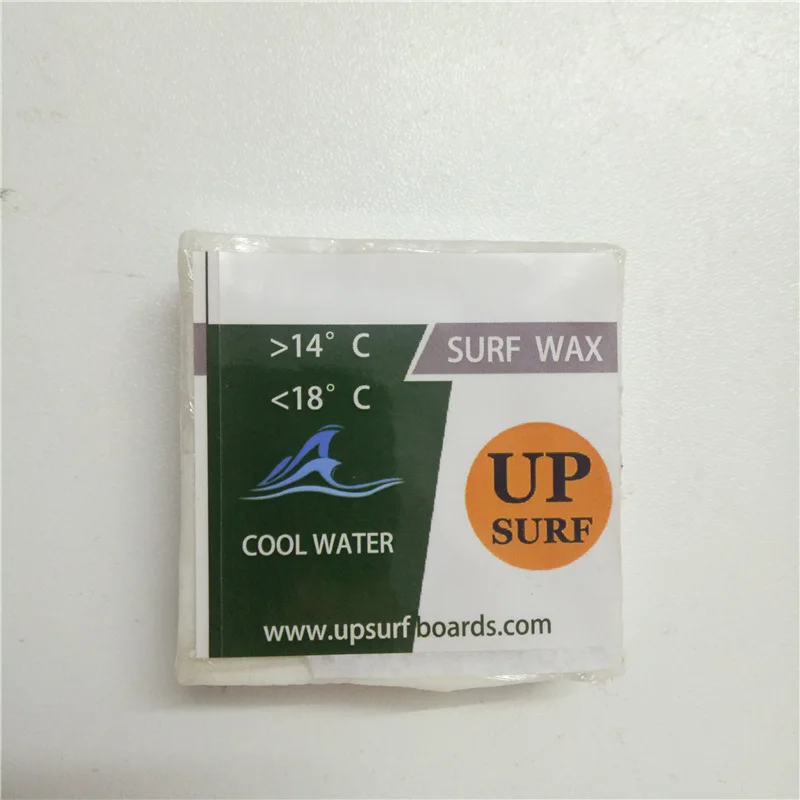 >14° C
<18° C
SURF WAX
UP
SURF
COOL WATER
www.upsurfboards.com